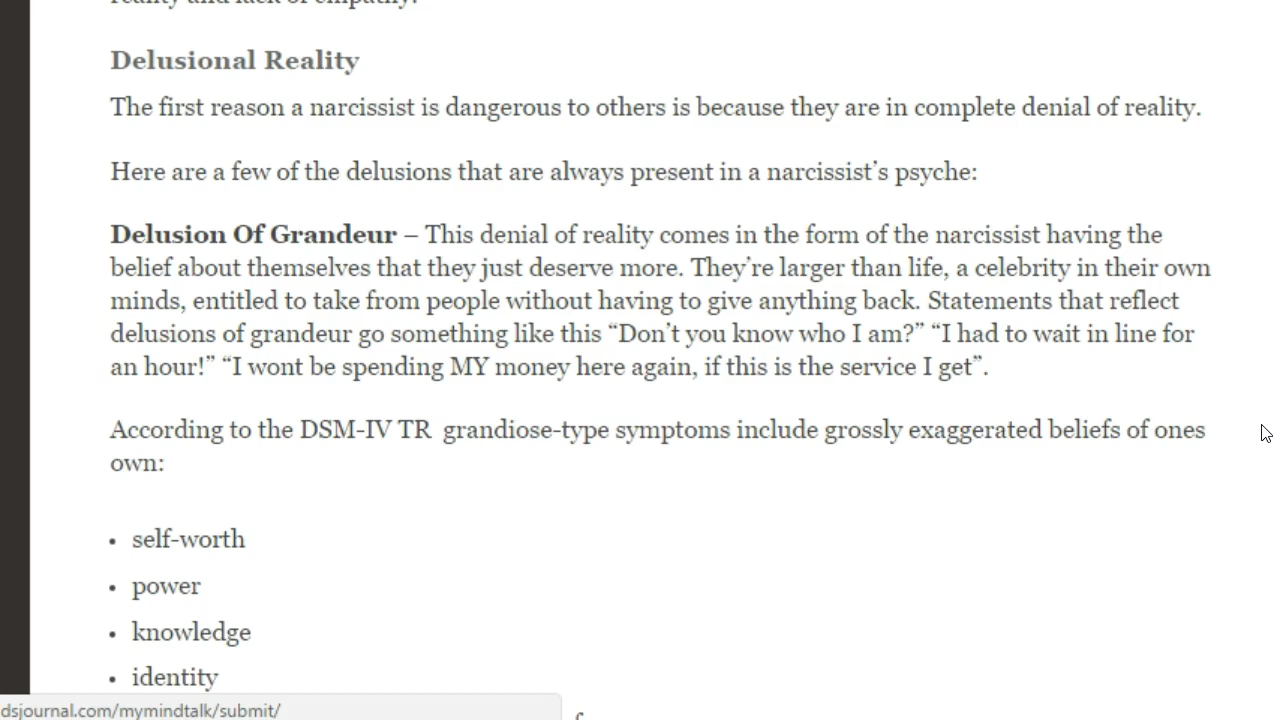 reality and lack of empathy.
Delusional Reality
The first reason a narcissist is dangerous to others is because they are in complete denial of reality.
Here are a few of the delusions that are always present in a narcissist’s psyche:
Delusion Of Grandeur – This denial of reality comes in the form of the narcissist having the
belief about themselves that they just deserve more. They’re larger than life, a celebrity in their own
minds, entitled to take from people without having to give anything back. Statements that reflect
delusions of grandeur go something like this “Don’t you know who I am?” “I had to wait in line for
an hour!” “I wont be spending MY money here again, if this is the service I get”.
According to the DSM-IV TR  grandiose-type symptoms include grossly exaggerated beliefs of ones
own:
• self-worth
• power
• knowledge
• identity
dsjournal.com/mymindtalk/submit/